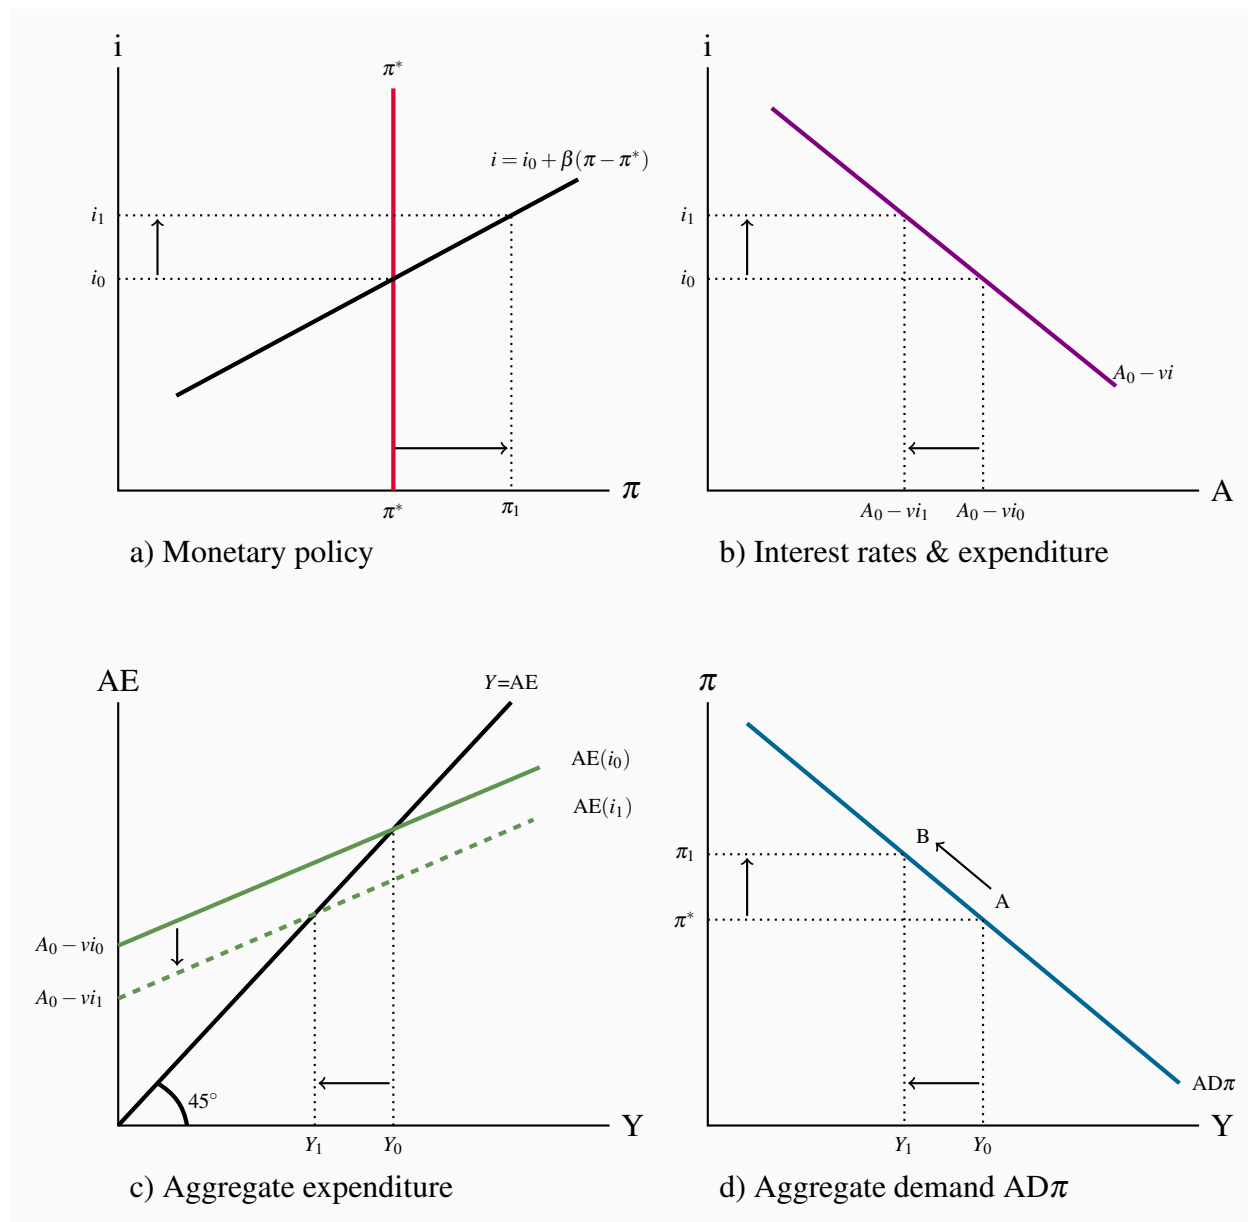 i
π*
i = i₀ + β(π − π*)
i₁
i₀
π
π*
π₁
a) Monetary policy
i
i₁
i₀
A₀ − vi
A
A₀ − vi₁
A₀ − vi₀
b) Interest rates & expenditure
AE
Y=AE
AE(i₀)
AE(i₁)
A₀ − vi₀
A₀ − vi₁
45°
Y
Y₁
Y₀
c) Aggregate expenditure
π
B
π₁
A
π*
ADπ
Y
Y₁
Y₀
d) Aggregate demand ADπ